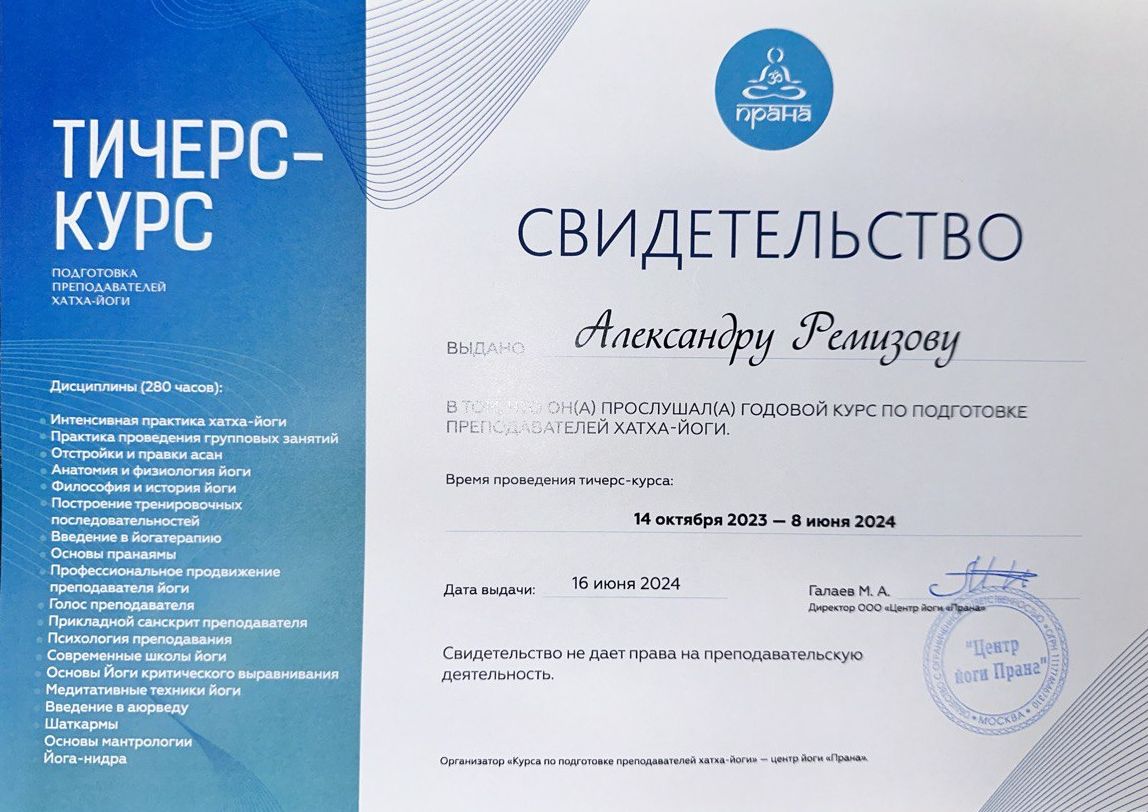 ТИЧЕРС-
КУРС
ПОДГОТОВКА
ПРЕПОДАВАТЕЛЕЙ
ХАТХА-ЙОГИ
Дисциплины (280 часов):
Интенсивная практика хатха-йоги
Практика проведения групповых занятий
Отстройки и правки асан
Анатомия и физиология йоги
Философия и история йоги
Построение тренировочных
последовательностей
Введение в йогатерапию
Основы пранаямы
Профессиональное продвижение
преподавателя йоги
Голос преподавателя
Прикладной санскрит преподавателя
Психология преподавания
Современные школы йоги
Основы Йоги критического выравнивания
Медитативные техники йоги
Введение в аюрведу
Шаткармы
Основы мантрологии
Йога-нидра
ॐ
прана
СВИДЕТЕЛЬСТВО
ВЫДАНО Александру Ремизову
В ТОМ, ЧТО ОН(А) ПРОСЛУШАЛ(А) ГОДОВОЙ КУРС ПО ПОДГОТОВКЕ
ПРЕПОДАВАТЕЛЕЙ ХАТХА-ЙОГИ.
Время проведения тичерс-курса:
14 октября 2023 — 8 июня 2024
Дата выдачи: 16 июня 2024
Галаев М. А.
Директор ООО «Центр йоги «Прана»
"Центр
йоги Прана"
МОСКВА
Свидетельство не дает права на преподавательскую
деятельность.
Организатор «Курса по подготовке преподавателей хатха-йоги» — центр йоги «Прана».